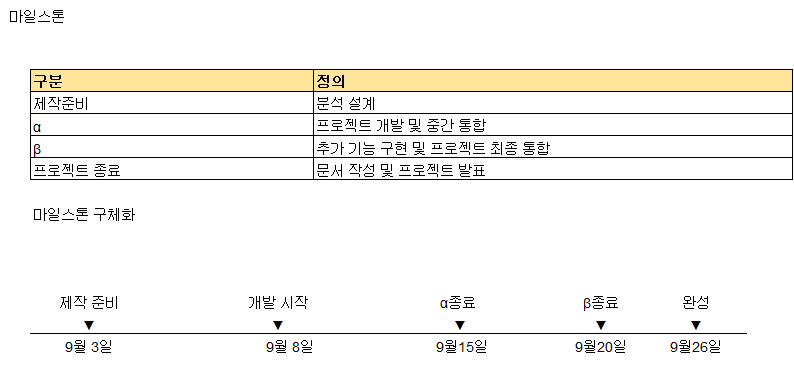 마일스톤
구분 정의
제작준비 분석 설계
α 프로젝트 개발 및 중간 통합
β 추가 기능 구현 및 프로젝트 최종 통합
프로젝트 종료 문서 작성 및 프로젝트 발표
마일스톤 구체화
제작 준비 개발 시작 α종료 β종료 완성
▼ ▼ ▼ ▼ ▼
9월 3일 9월 8일 9월15일 9월20일 9월26일